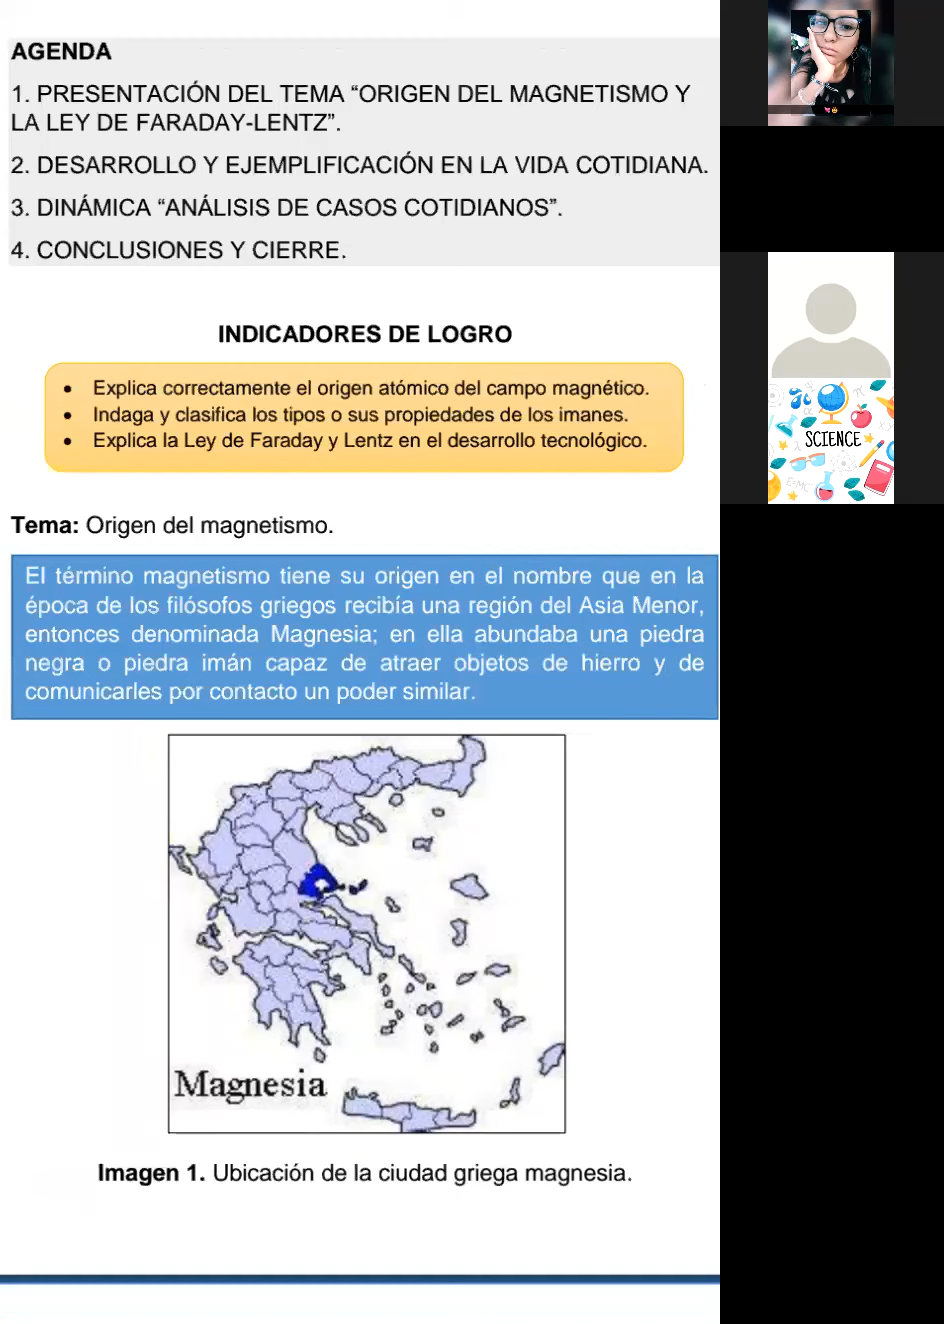 AGENDA
1. PRESENTACIÓN DEL TEMA “ORIGEN DEL MAGNETISMO Y
LA LEY DE FARADAY-LENTZ”.
2. DESARROLLO Y EJEMPLIFICACIÓN EN LA VIDA COTIDIANA.
3. DINÁMICA “ANÁLISIS DE CASOS COTIDIANOS”.
4. CONCLUSIONES Y CIERRE.
INDICADORES DE LOGRO
• Explica correctamente el origen atómico del campo magnético.
• Indaga y clasifica los tipos o sus propiedades de los imanes.
• Explica la Ley de Faraday y Lentz en el desarrollo tecnológico.
Tema: Origen del magnetismo.
El término magnetismo tiene su origen en el nombre que en la
época de los filósofos griegos recibía una región del Asia Menor,
entonces denominada Magnesia; en ella abundaba una piedra
negra o piedra imán capaz de atraer objetos de hierro y de
comunicarles por contacto un poder similar.
Magnesia
Imagen 1. Ubicación de la ciudad griega magnesia.
SCIENCE